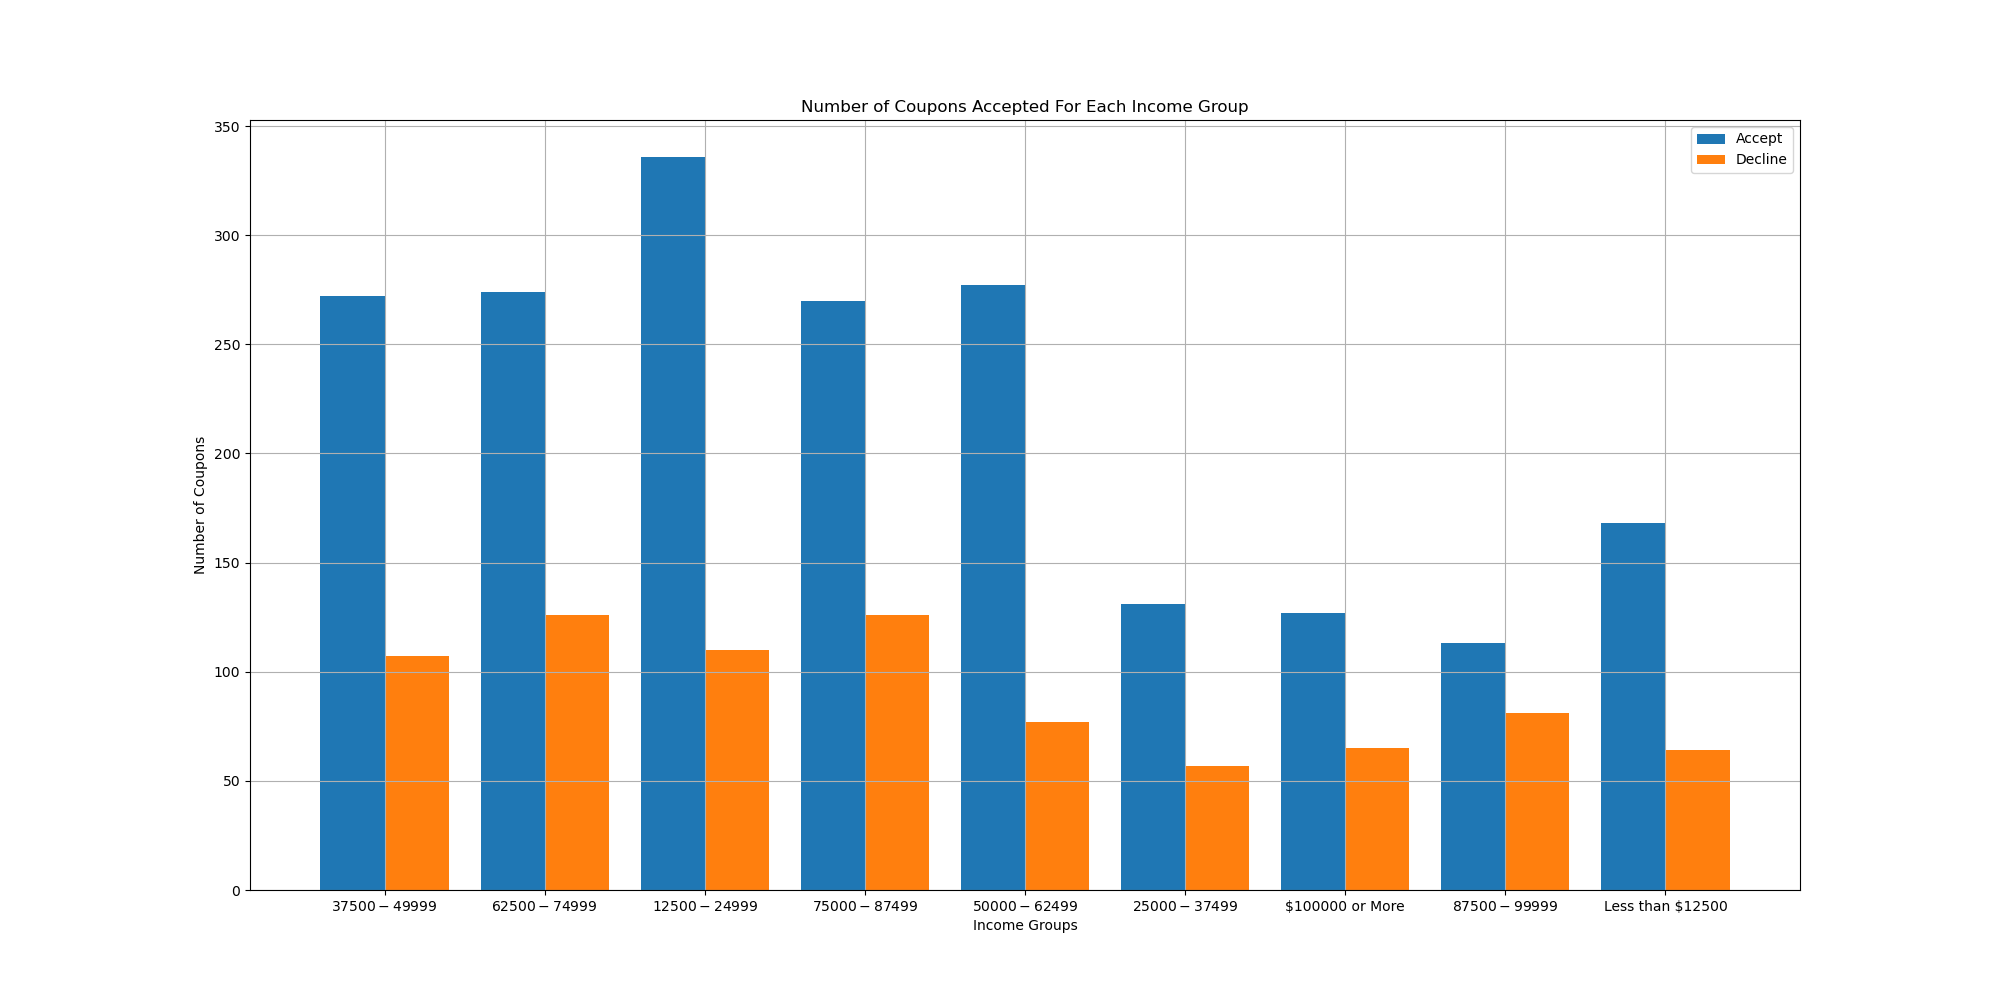 Number of Coupons Accepted For Each Income Group
Accept
Decline
Number of Coupons
350
300
250
200
150
100
50
0
37500 - 49999
62500 - 74999
12500 - 24999
75000 - 87499
50000 - 62499
25000 - 37499
$100000 or More
87500 - 99999
Less than $12500
Income Groups